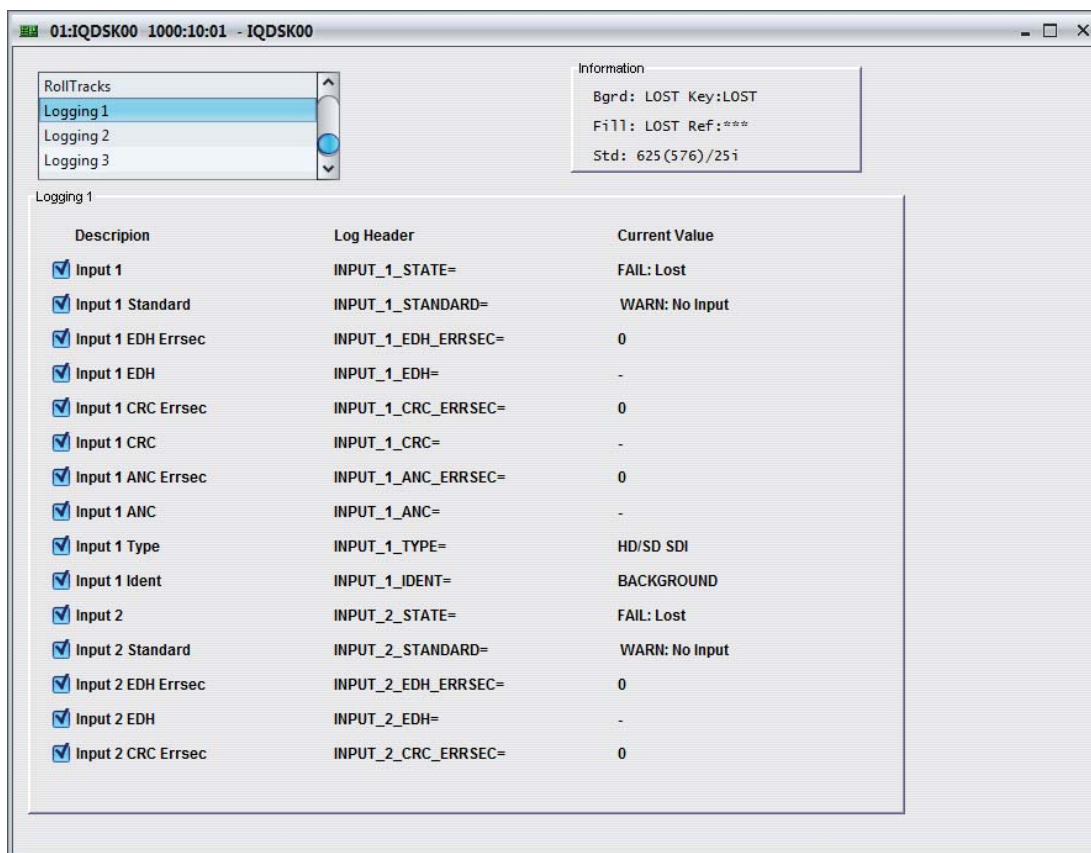 01:IQDSK00 1000:10:01 - IQDSK00
RollTracks
Logging 1
Logging 2
Logging 3
Information
Bgrd: LOST Key:LOST
Fill: LOST Ref:***
Std: 625(576)/25i
Logging 1
Descripion Log Header Current Value
Input 1 INPUT_1_STATE= FAIL: Lost
Input 1 Standard INPUT_1_STANDARD= WARN: No Input
Input 1 EDH Errsec INPUT_1_EDH_ERRSEC= 0
Input 1 EDH INPUT_1_EDH= -
Input 1 CRC Errsec INPUT_1_CRC_ERRSEC= 0
Input 1 CRC INPUT_1_CRC= -
Input 1 ANC Errsec INPUT_1_ANC_ERRSEC= 0
Input 1 ANC INPUT_1_ANC= -
Input 1 Type INPUT_1_TYPE= HD/SD SDI
Input 1 Ident INPUT_1_IDENT= BACKGROUND
Input 2 INPUT_2_STATE= FAIL: Lost
Input 2 Standard INPUT_2_STANDARD= WARN: No Input
Input 2 EDH Errsec INPUT_2_EDH_ERRSEC= 0
Input 2 EDH INPUT_2_EDH= -
Input 2 CRC Errsec INPUT_2_CRC_ERRSEC= 0